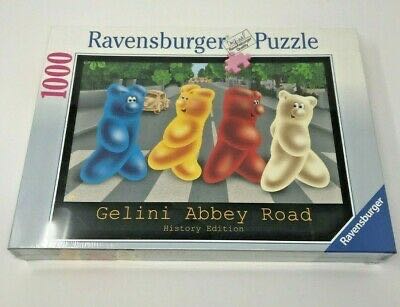 Ravensburger Puzzle
1000
Gelini Abbey Road
History Edition
Ravensburger